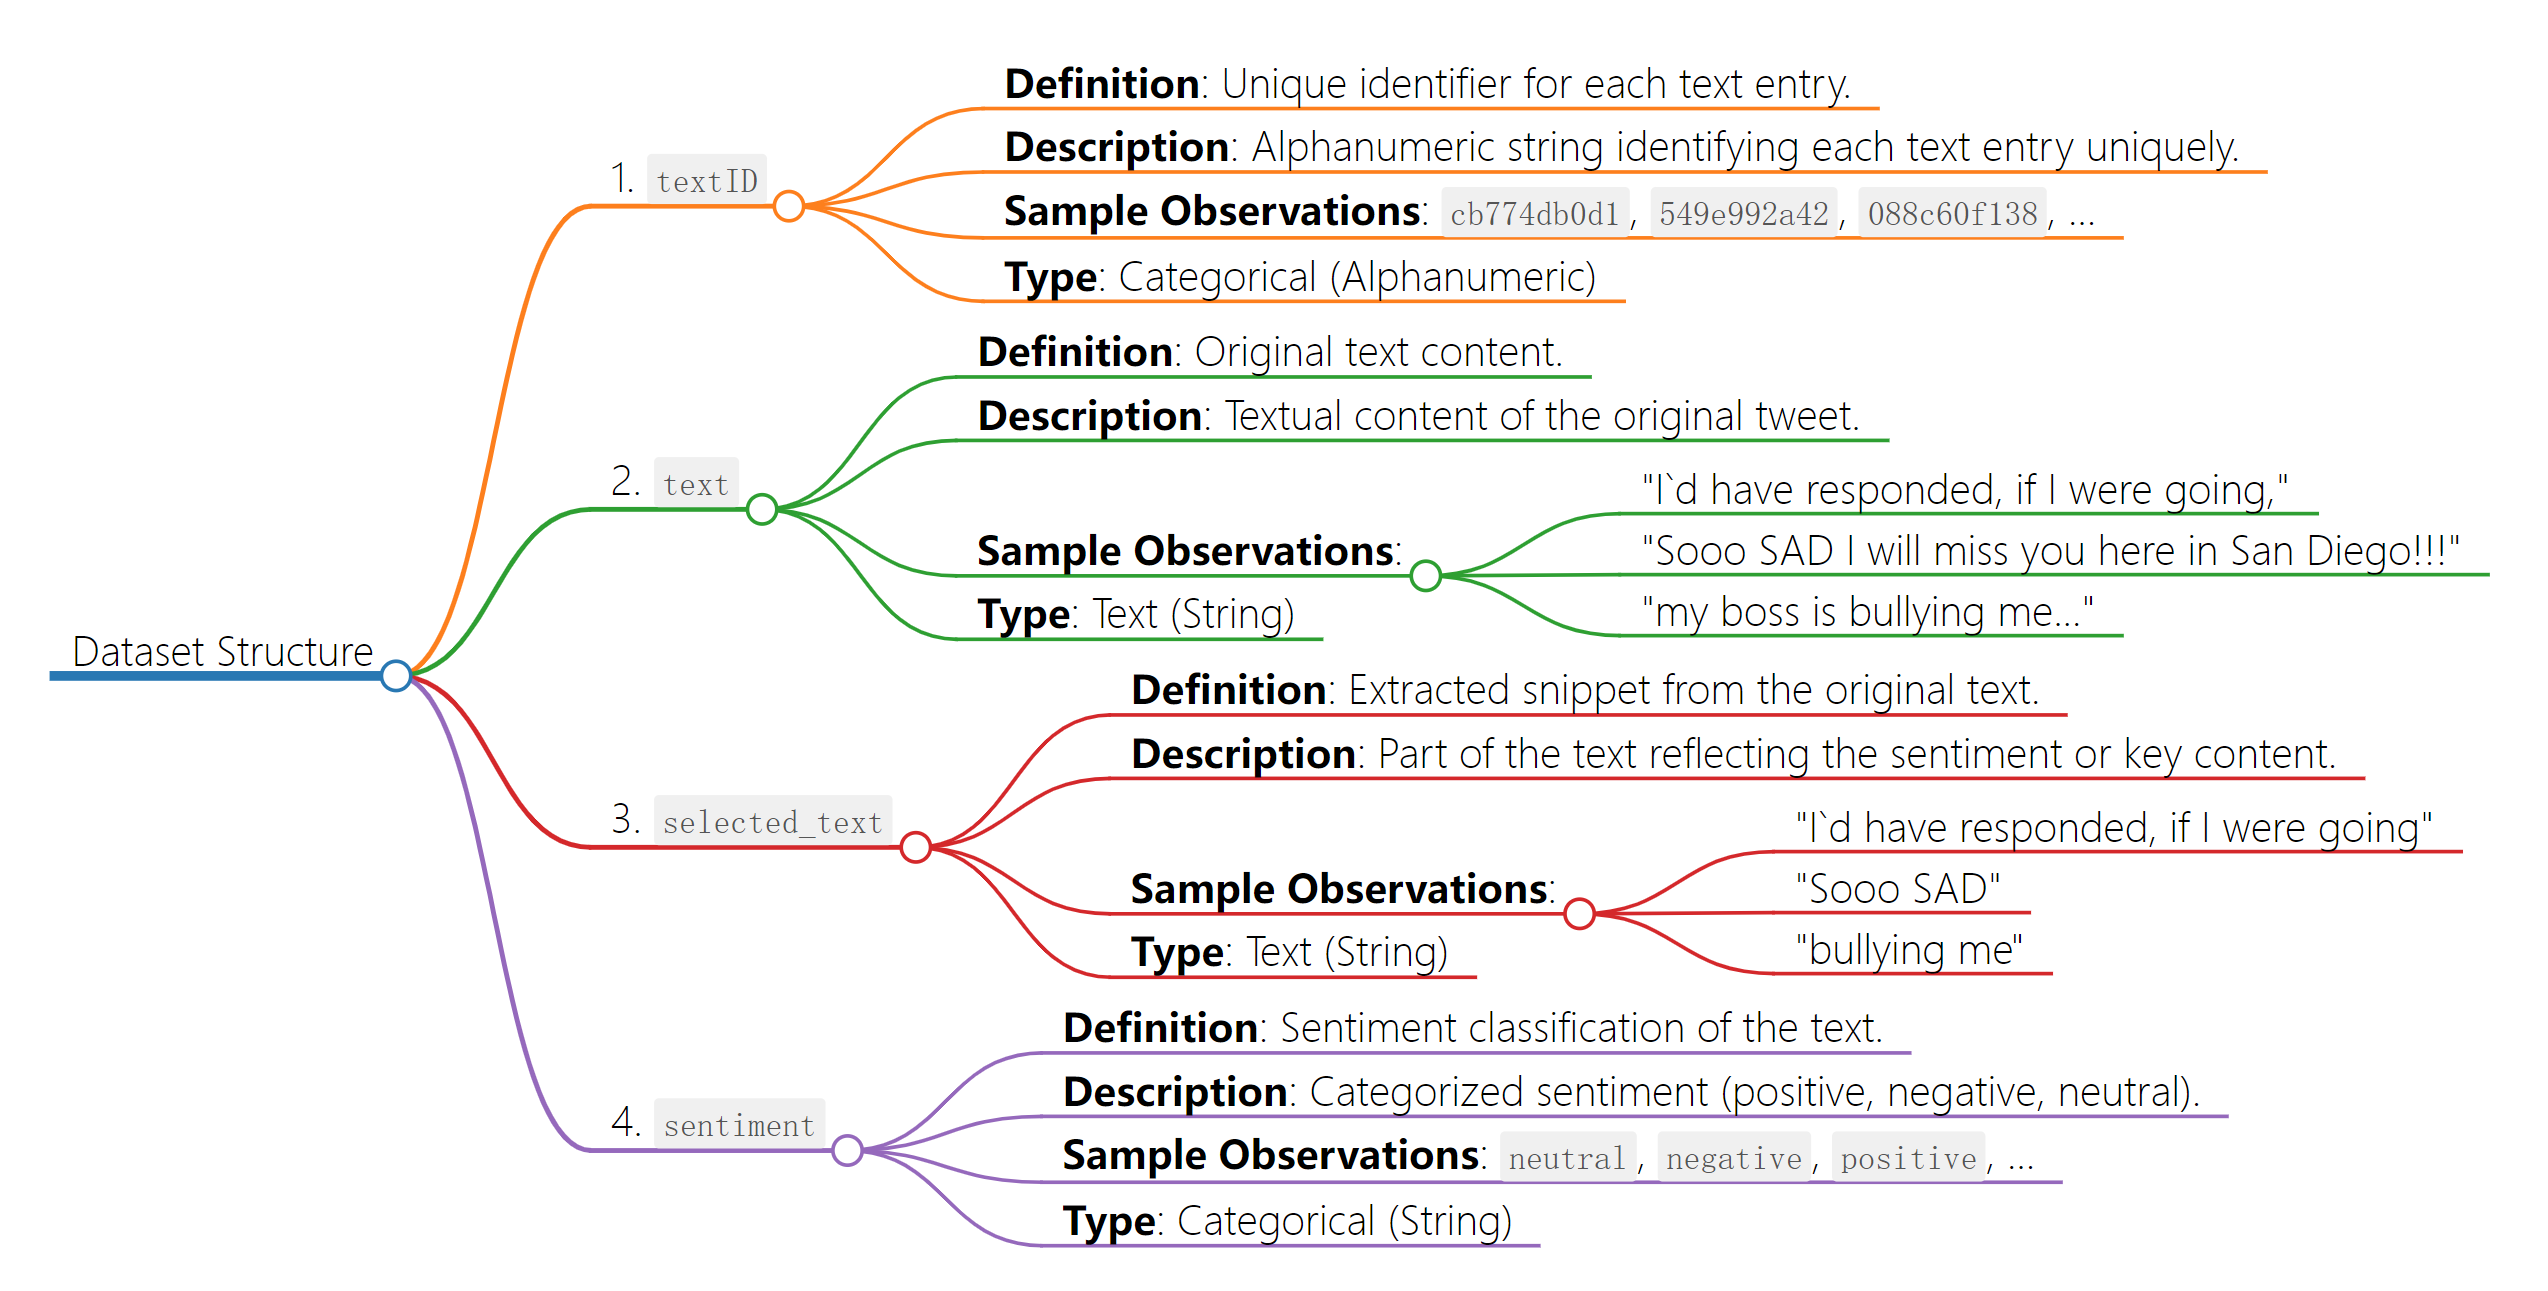 Dataset Structure
1. textID
Definition: Unique identifier for each text entry.
Description: Alphanumeric string identifying each text entry uniquely.
Sample Observations: cb774db0d1, 549e992a42, 088c60f138, ...
Type: Categorical (Alphanumeric)
2. text
Definition: Original text content.
Description: Textual content of the original tweet.
Sample Observations:
"I`d have responded, if I were going,"
"Sooo SAD I will miss you here in San Diego!!!"
"my boss is bullying me..."
Type: Text (String)
3. selected_text
Definition: Extracted snippet from the original text.
Description: Part of the text reflecting the sentiment or key content.
Sample Observations:
"I`d have responded, if I were going"
"Sooo SAD"
"bullying me"
Type: Text (String)
4. sentiment
Definition: Sentiment classification of the text.
Description: Categorized sentiment (positive, negative, neutral).
Sample Observations: neutral, negative, positive, ...
Type: Categorical (String)